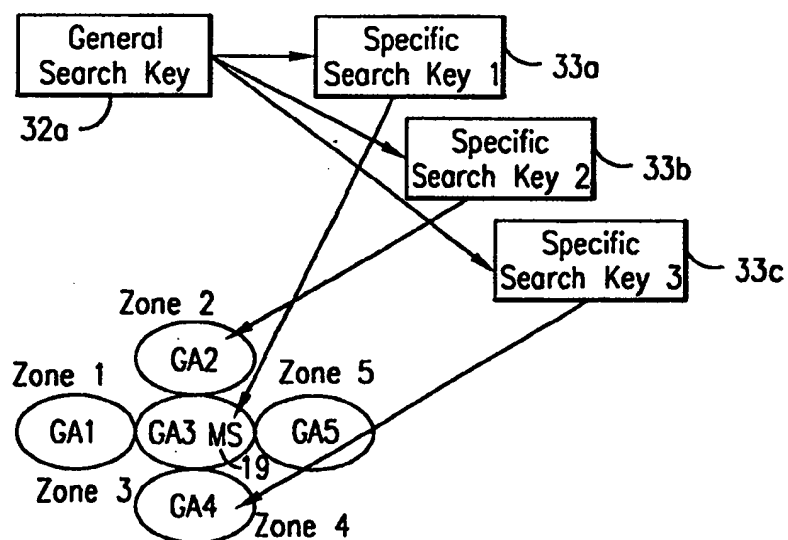 General
Search Key
32a
Specific
Search Key 1
33a
Specific
Search Key 2
33b
Specific
Search Key 3
33c
Zone 2
GA2
Zone 1
Zone 5
GA1
GA3 MS
GA5
19
Zone 3
GA4
Zone 4